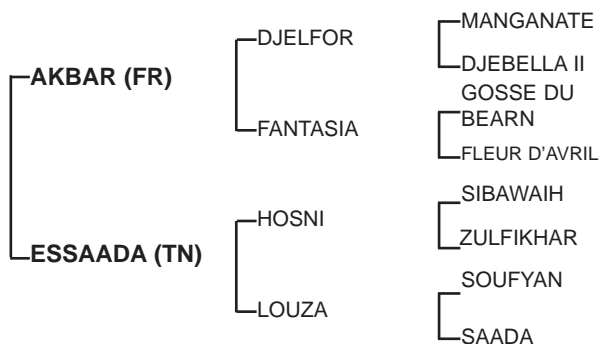 MANGANATE
DJELFOR
DJEBELLA II
AKBAR (FR)
GOSSE DU
BEARN
FANTASIA
FLEUR D'AVRIL
SIBAWAIH
HOSNI
ZULFIKHAR
ESSAADA (TN)
SOUFYAN
LOUZA
SAADA